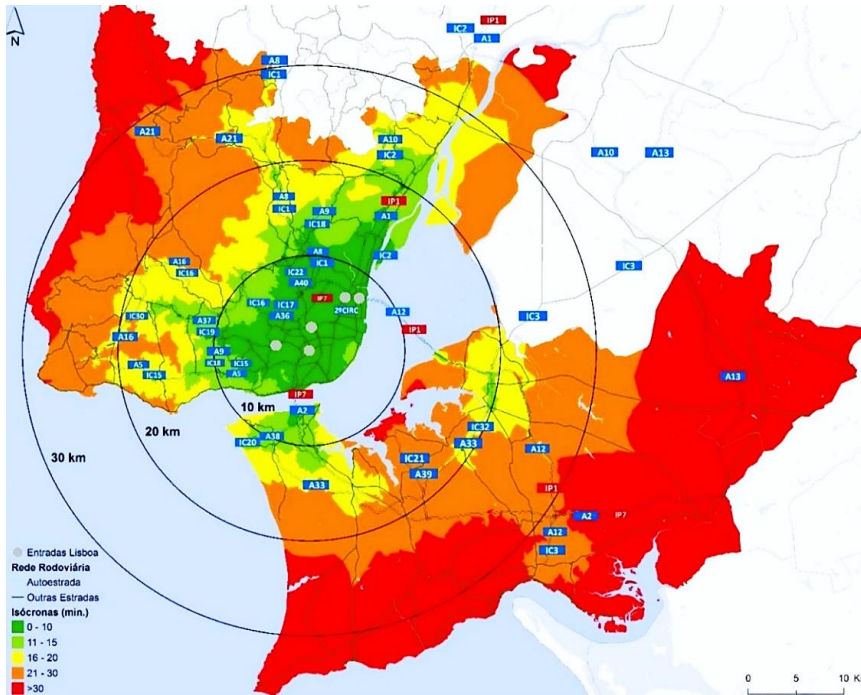 IP1
IC2
A1
N
A8
IC1
A21
A21
A10
IC2
A10
A13
A8
IC1
A9
IC18
IP1
A1
A8
IC1
IC2
A16
IC16
IC22
A40
IC3
IC16
IC17
A36
IP7
2ªCIRC
A12
IC3
IC30
A37
IC19
IP1
A16
A9
IC18
IC15
A5
A5
IC15
A13
IP7
10 km
A2
20 km
IC20
A38
IC32
A33
A12
30 km
IC21
A39
A33
IP1
A2
IP7
A12
IC3
Entradas Lisboa
Rede Rodoviária
Autoestrada
Outras Estradas
Isócronas (min.)
0 - 10
11 - 15
16 - 20
21 - 30
>30
0 5 10 K